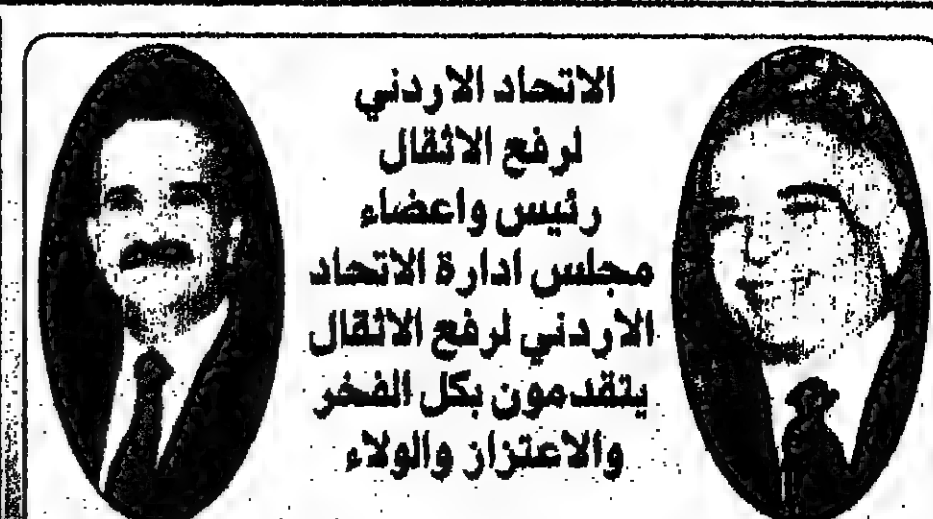 الاتحاد الاردني
لرفع الاثقال
رئيس واعضاء
مجلس ادارة الاتحاد
الاردني لرفع الاثقال
يتقدمون بكل الفخر
والاعتزاز والولاء